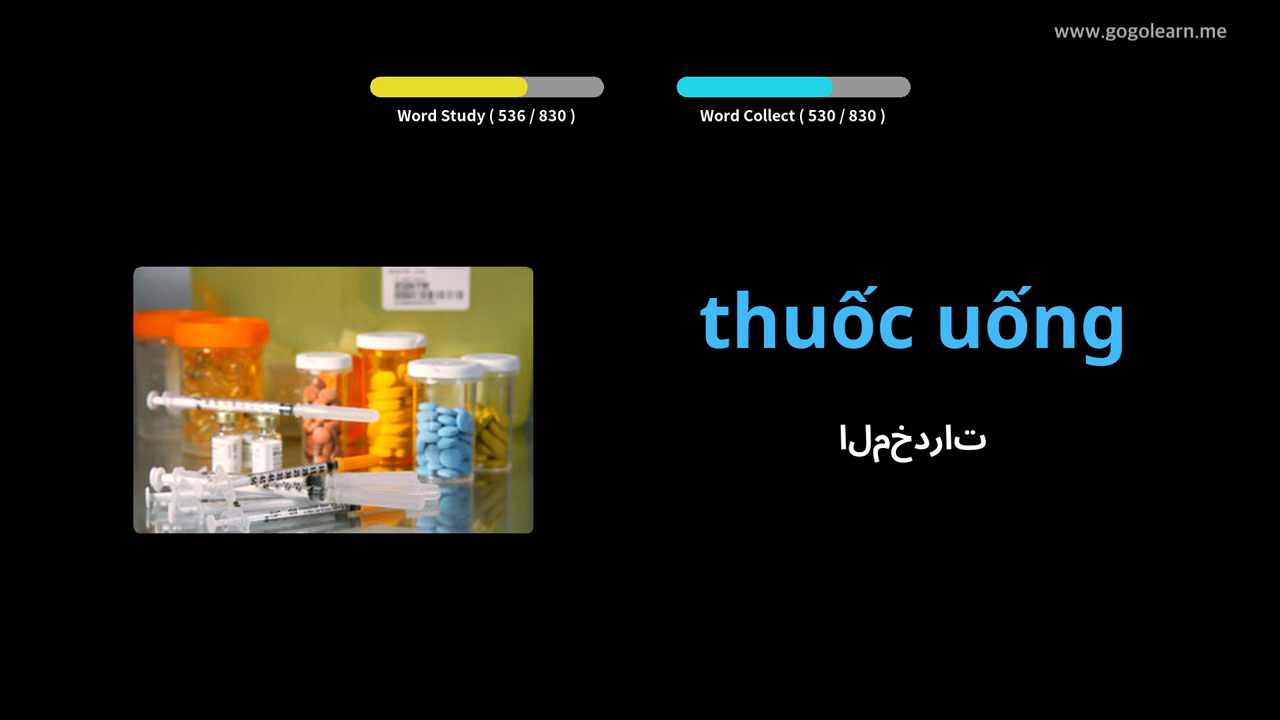 www.gogolearn.me
Word Study ( 536 / 830 )
Word Collect ( 530 / 830 )
thuốc uống
المخدرات